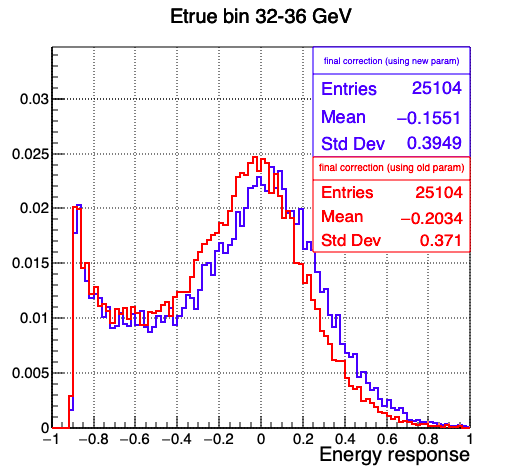 Etrue bin 32-36 GeV
final correction (using new param)
Entries 25104
Mean −0.1551
Std Dev 0.3949
final correction (using old param)
Entries 25104
Mean −0.2034
Std Dev 0.371
0.03
0.025
0.02
0.015
0.01
0.005
0
−1 −0.8 −0.6 −0.4 −0.2 0 0.2 0.4 0.6 0.8 1
Energy response